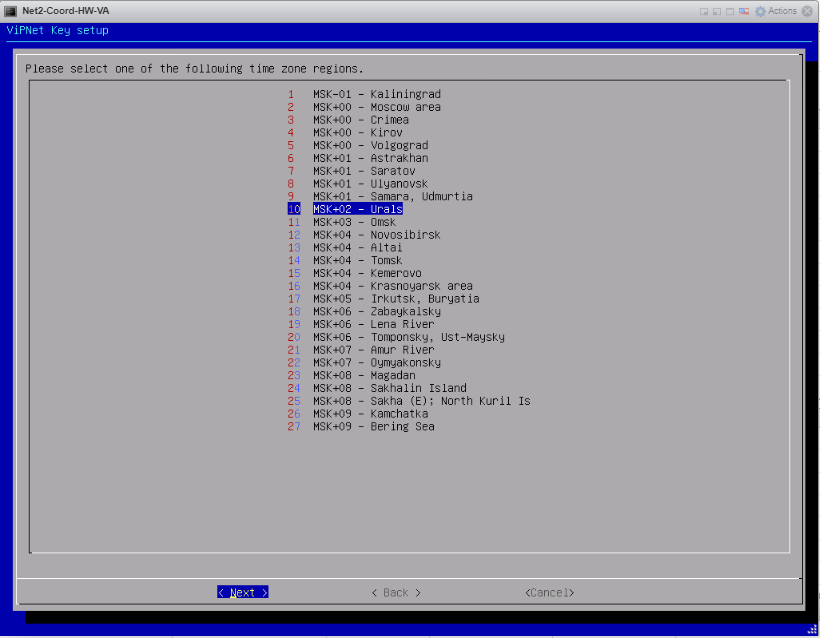 Net2-Coord-HW-VA
Actions
ViPNet Key setup
Please select one of the following time zone regions.
1 MSK-01 - Kaliningrad
2 MSK+00 - Moscow area
3 MSK+00 - Crimea
4 MSK+00 - Kirov
5 MSK+00 - Volgograd
6 MSK+01 - Astrakhan
7 MSK+01 - Saratov
8 MSK+01 - Ulyanovsk
9 MSK+01 - Samara, Udmurtia
10 MSK+02 - Urals
11 MSK+03 - Omsk
12 MSK+04 - Novosibirsk
13 MSK+04 - Altai
14 MSK+04 - Tomsk
15 MSK+04 - Kemerovo
16 MSK+04 - Krasnoyarsk area
17 MSK+05 - Irkutsk, Buryatia
18 MSK+06 - Zabaykalsky
19 MSK+06 - Lena River
20 MSK+06 - Tomponsky, Ust-Maysky
21 MSK+07 - Amur River
22 MSK+07 - Oymyakonsky
23 MSK+08 - Magadan
24 MSK+08 - Sakhalin Island
25 MSK+08 - Sakha (E); North Kuril Is
26 MSK+09 - Kamchatka
27 MSK+09 - Bering Sea
< Next > < Back > <Cancel>